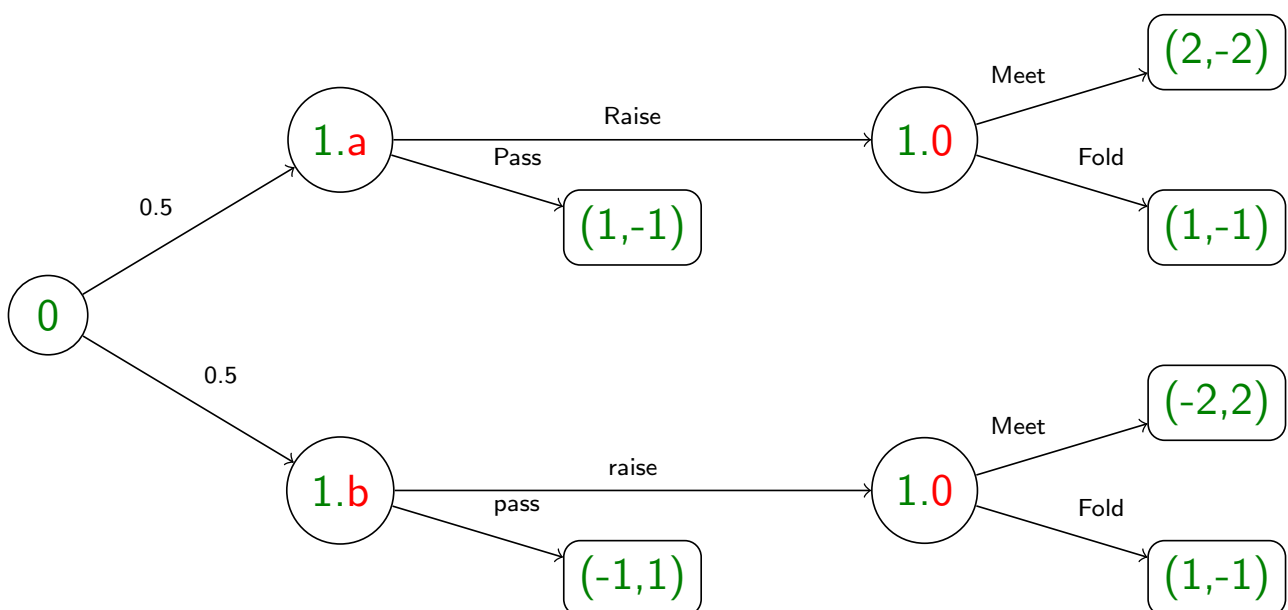 (2,-2)
Meet
Raise
1.a
1.0
Pass
Fold
0.5
(1,-1)
(1,-1)
0
0.5
(-2,2)
Meet
raise
1.b
1.0
pass
Fold
(-1,1)
(1,-1)